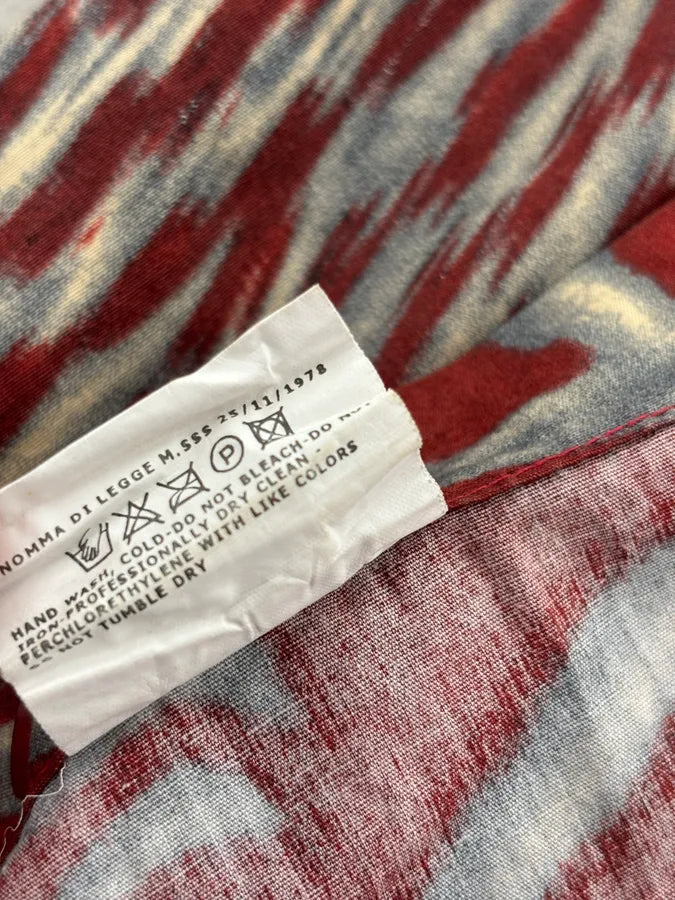 NOMMA DI LEGGE M.SSS 25/11/1978
P
HAND WASH, COLD-DO NOT BLEACH-DO NOT
IRON-PROFESSIONALLY DRY CLEAN -
PERCHLORETHYLENE WITH LIKE COLORS
DO NOT TUMBLE DRY